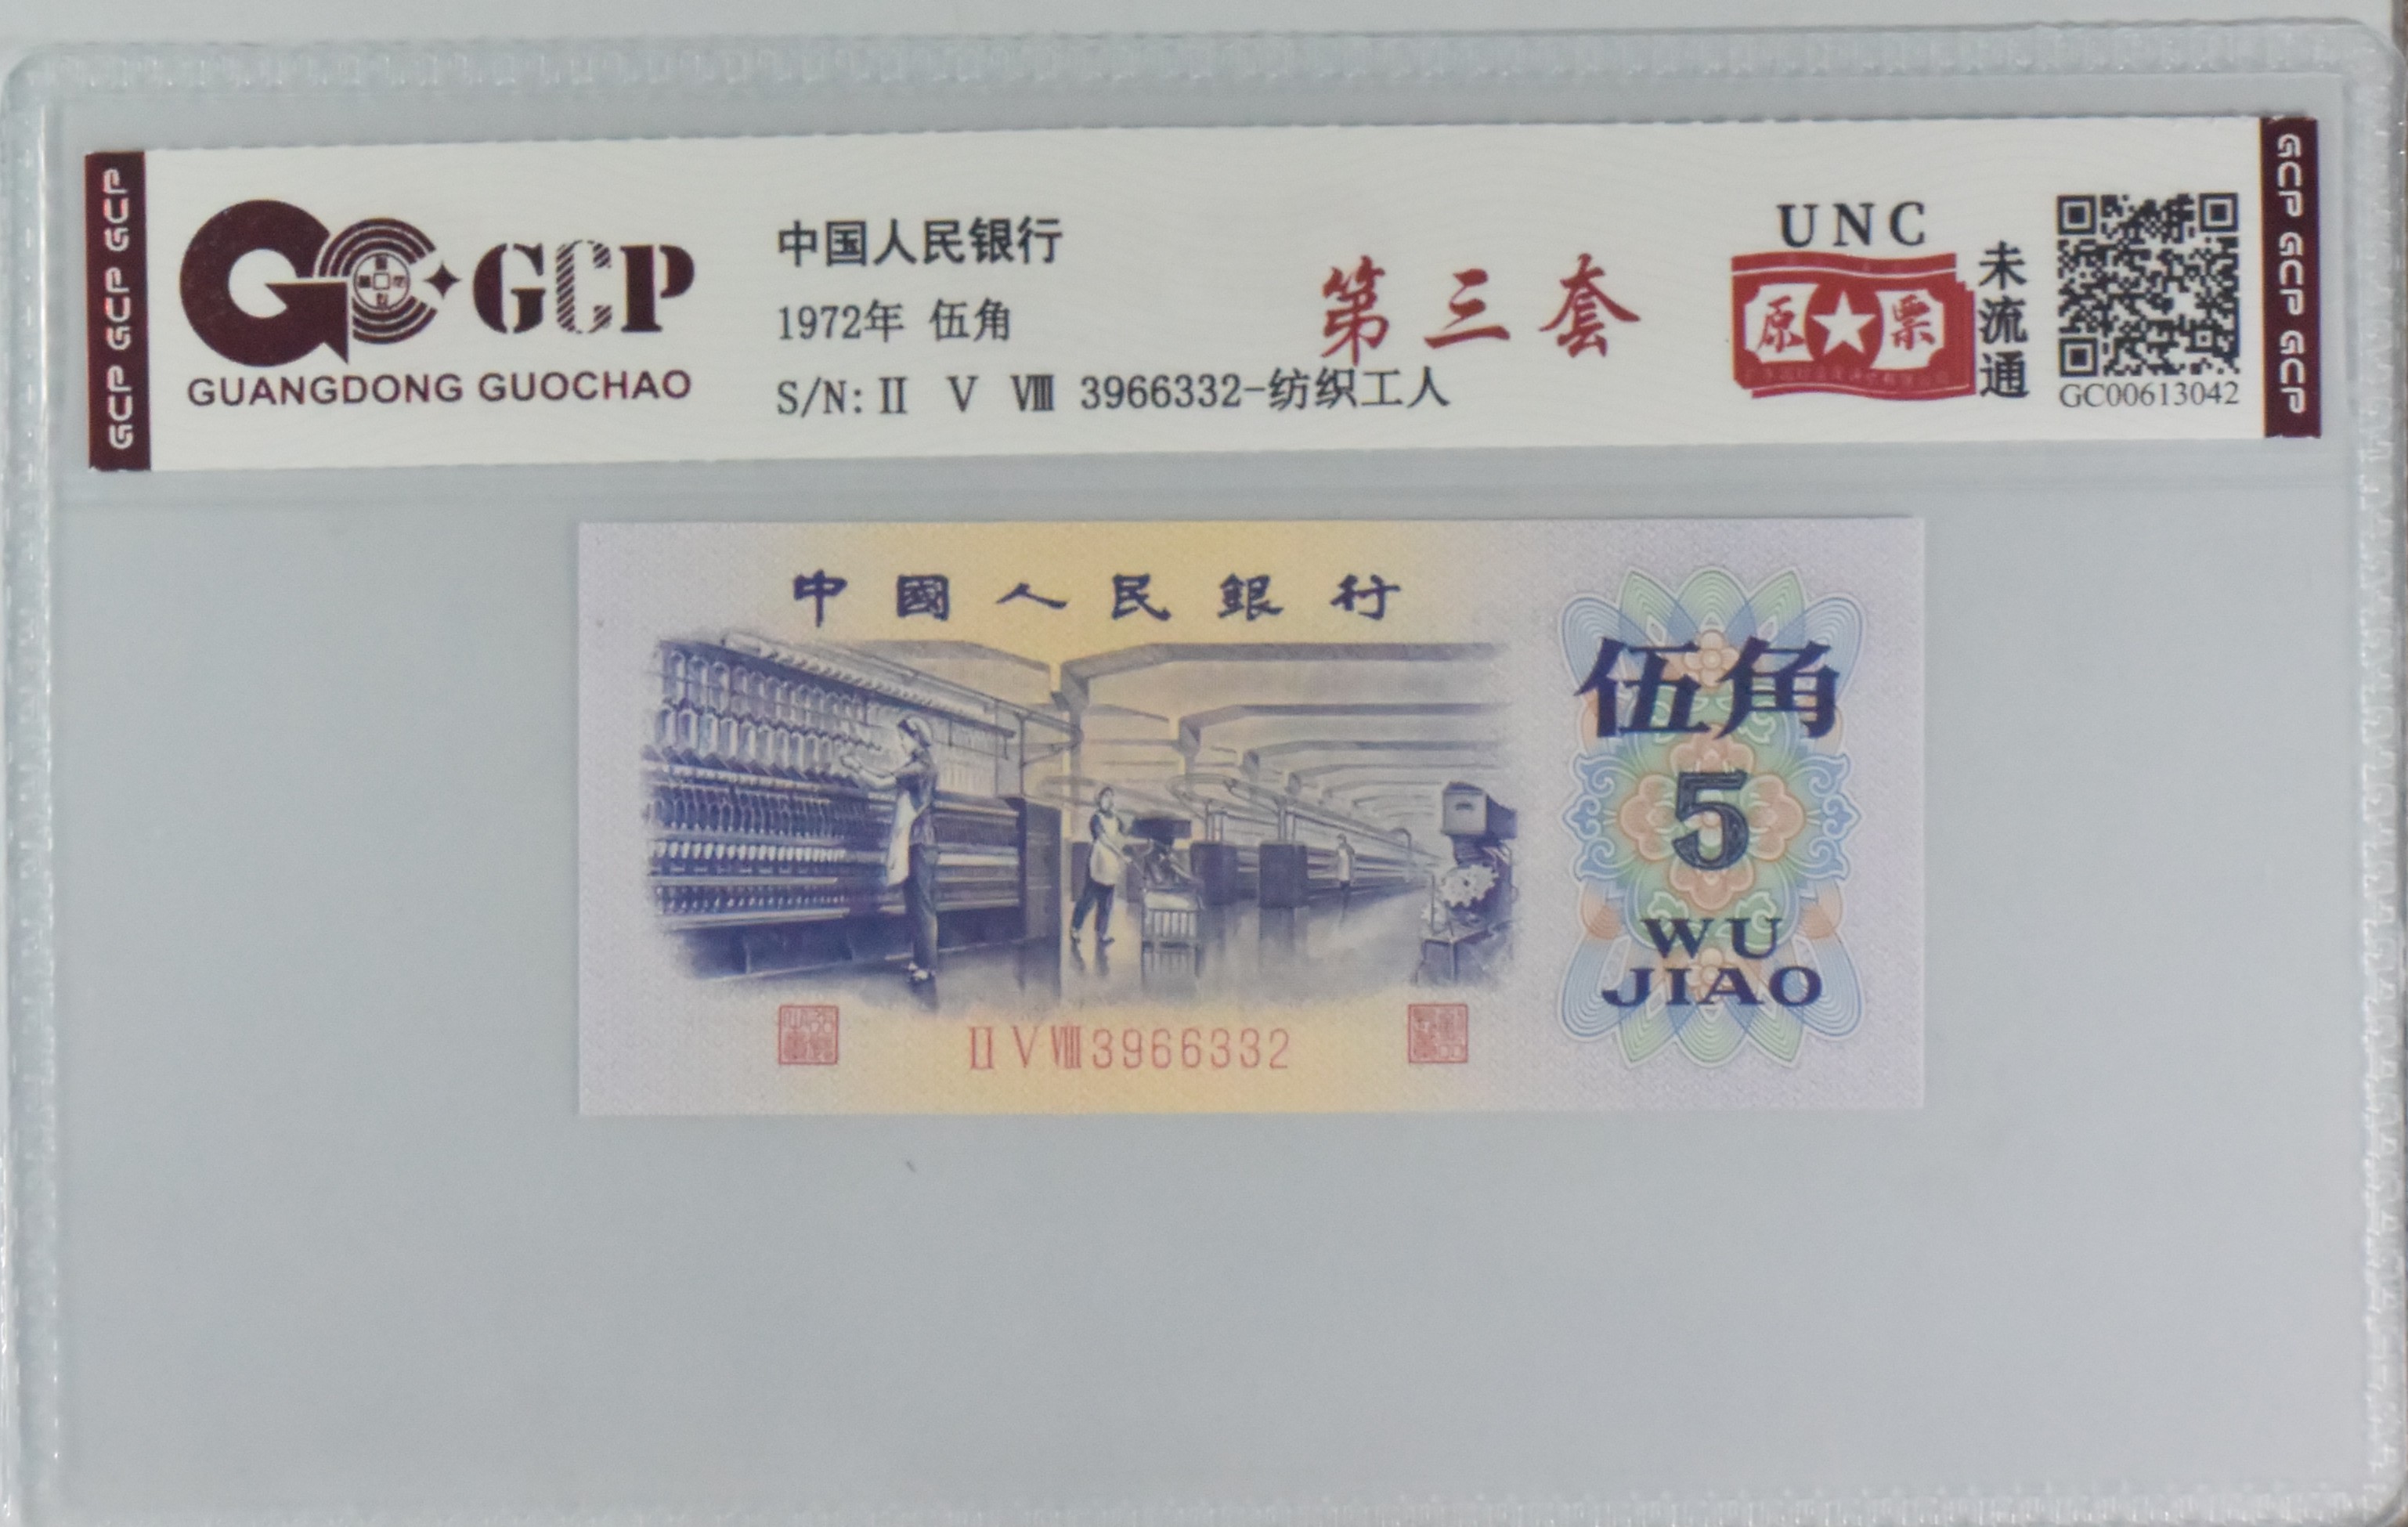 GCP GCP GCP
GCP
GUANGDONG GUOCHAO
中国人民银行
1972年 伍角
S/N: Ⅱ Ⅴ Ⅷ 3966332-纺织工人
第三套
UNC
原★票
未流通
GC00613042
GCP GCP GCP
中國人民銀行
伍角
5
WU
JIAO
Ⅱ Ⅴ Ⅷ 3966332